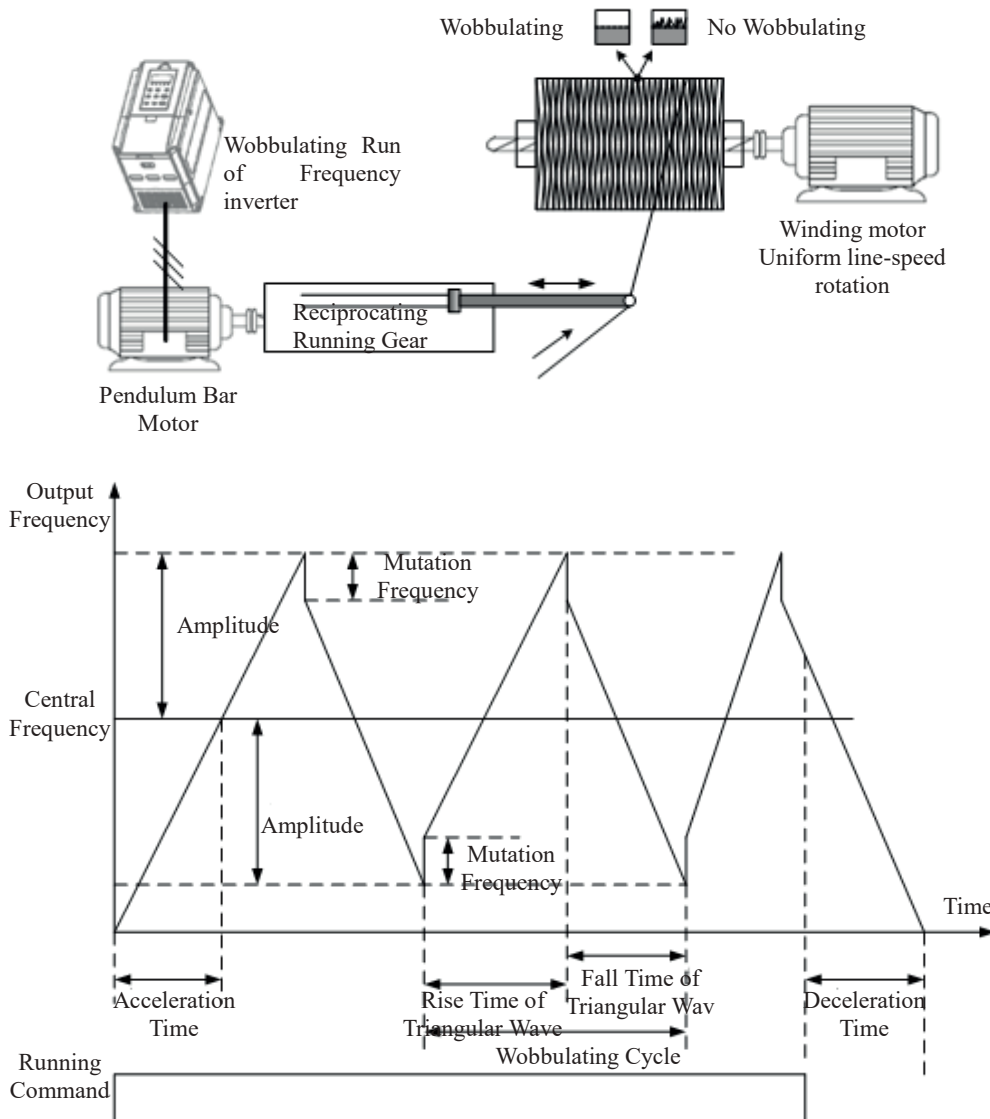 Wobbulating
No Wobbulating
Wobbulating Run
of Frequency
inverter
Winding motor
Uniform line-speed
rotation
Reciprocating
Running Gear
Pendulum Bar
Motor
Output
Frequency
Mutation
Frequency
Amplitude
Central
Frequency
Amplitude
Mutation
Frequency
Time
Acceleration
Time
Rise Time of
Triangular Wave
Fall Time of
Triangular Wav
Deceleration
Time
Wobbulating Cycle
Running
Command